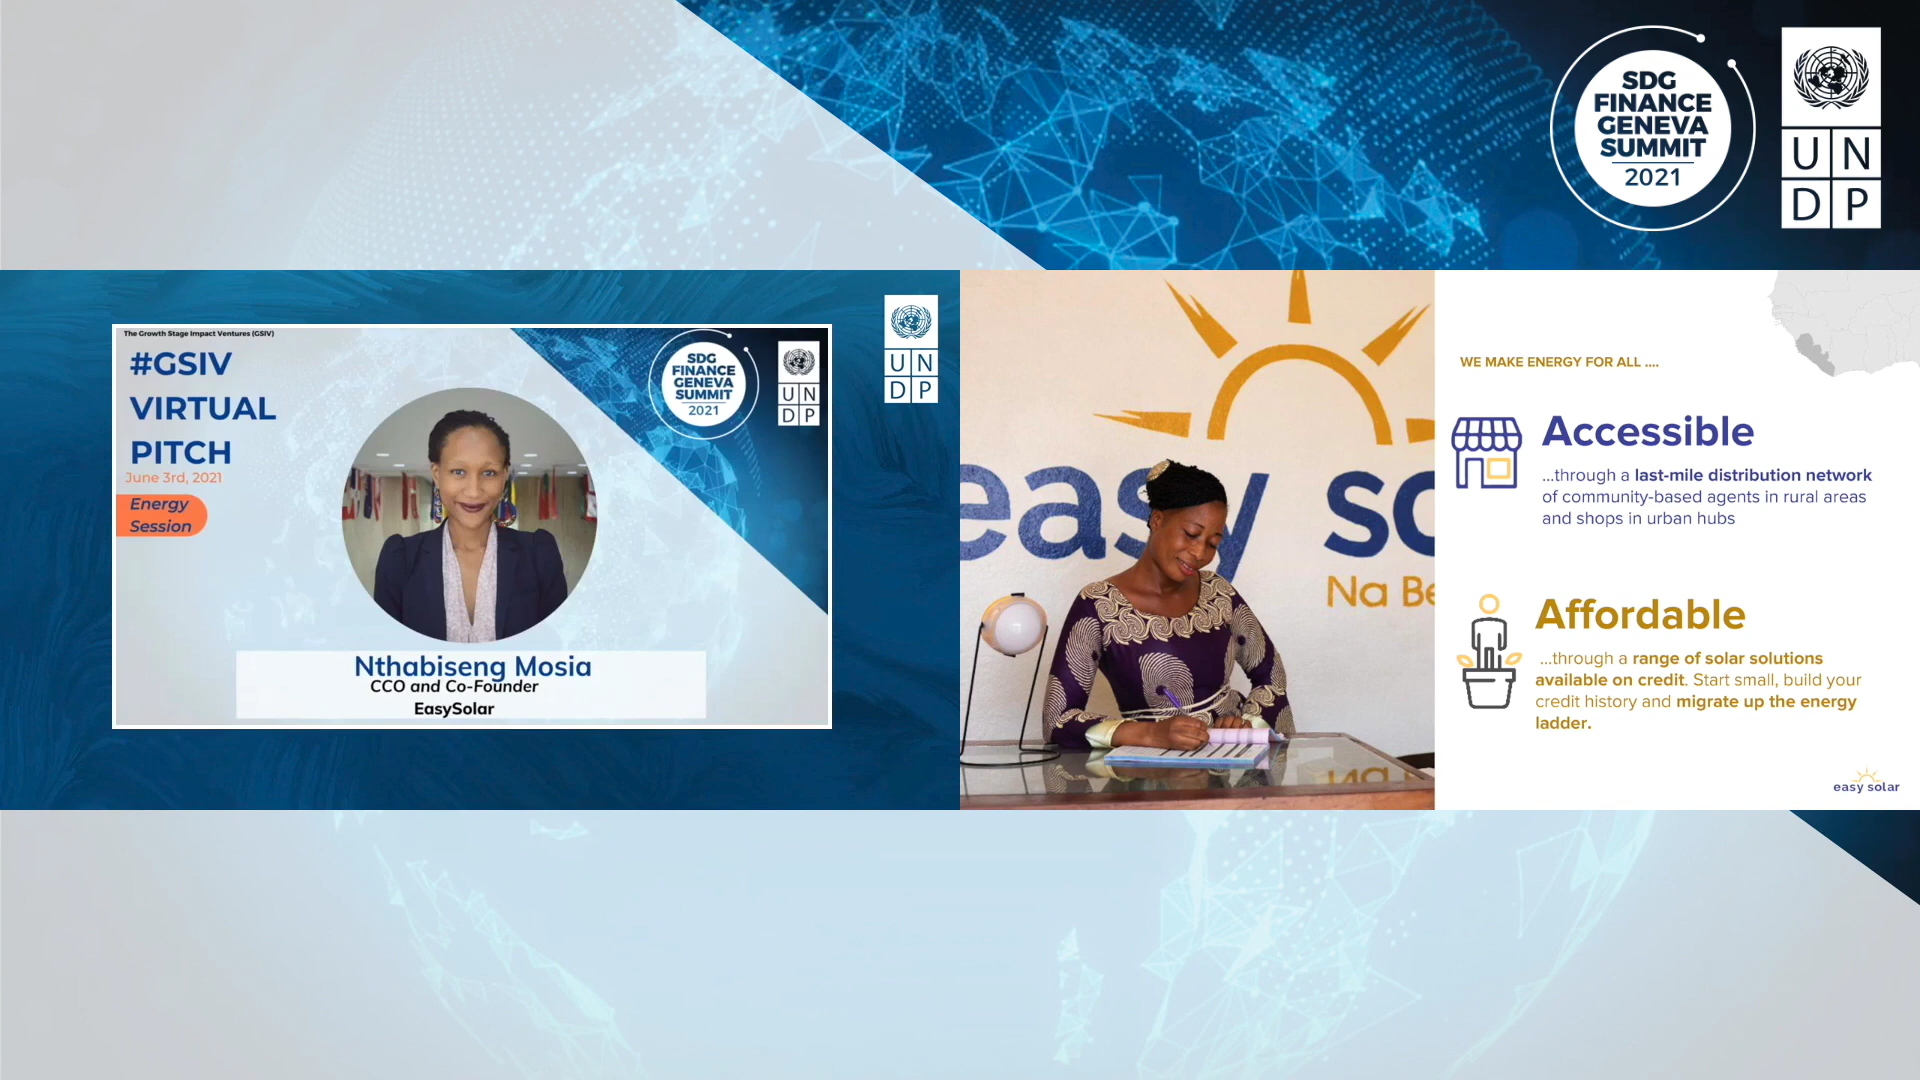 SDG
FINANCE
GENEVA
SUMMIT
2021
U N
D P
The Growth Stage Impact Ventures (GSIV)
#GSIV
VIRTUAL
PITCH
June 3rd, 2021
Energy
Session
SDG
FINANCE
GENEVA
SUMMIT
2021
U N
D P
Nthabiseng Mosia
CCO and Co-Founder
EasySolar
U N
D P
easy so
Na Be
WE MAKE ENERGY FOR ALL ....
Accessible
...through a last-mile distribution network
of community-based agents in rural areas
and shops in urban hubs
Affordable
...through a range of solar solutions
available on credit. Start small, build your
credit history and migrate up the energy
ladder.
easy solar